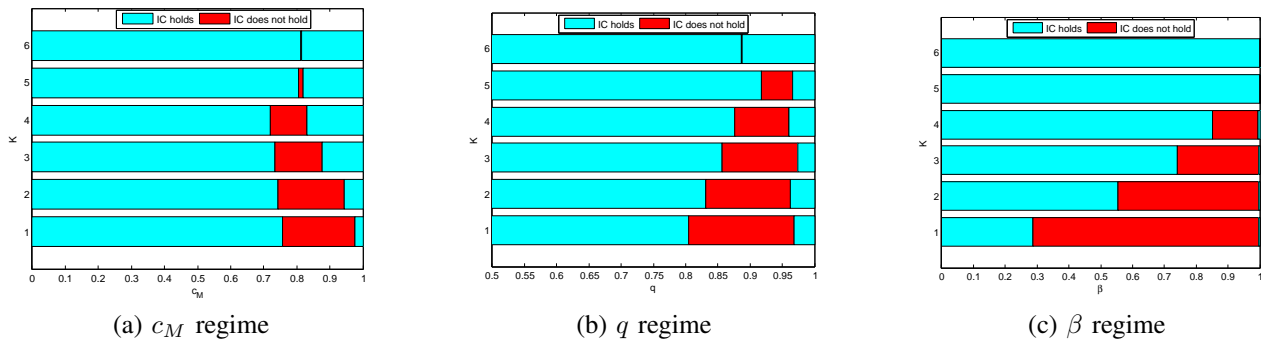 IC holds IC does not hold
6
5
4
3
2
1
K
0 0.1 0.2 0.3 0.4 0.5 0.6 0.7 0.8 0.9 1
c_M
(a) c_M regime
IC holds IC does not hold
6
5
4
3
2
1
K
0.5 0.55 0.6 0.65 0.7 0.75 0.8 0.85 0.9 0.95 1
q
(b) q regime
IC holds IC does not hold
6
5
4
3
2
1
K
0 0.1 0.2 0.3 0.4 0.5 0.6 0.7 0.8 0.9 1
β
(c) β regime